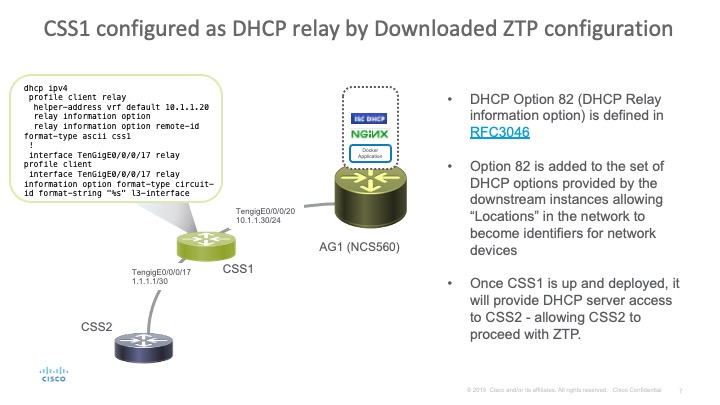 CSS1 configured as DHCP relay by Downloaded ZTP configuration
dhcp ipv4
profile client relay
helper-address vrf default 10.1.1.20
relay information option
relay information option remote-id
format-type ascii css1
!
interface TenGigE0/0/0/17 relay
profile client
interface TenGigE0/0/0/17 relay
information option format-type circuit-
id format-string "%s" l3-interface
ISC DHCP
NGINX
Docker
Application
TengigE0/0/0/20
10.1.1.30/24
AG1 (NCS560)
CSS1
TengigE0/0/0/17
1.1.1.1/30
CSS2
• DHCP Option 82 (DHCP Relay
information option) is defined in
RFC3046
• Option 82 is added to the set of
DHCP options provided by the
downstream instances allowing
“Locations” in the network to
become identifiers for network
devices
• Once CSS1 is up and deployed, it
will provide DHCP server access
to CSS2 - allowing CSS2 to
proceed with ZTP.
CISCO
© 2019 Cisco and/or its affiliates. All rights reserved. Cisco Confidential
7